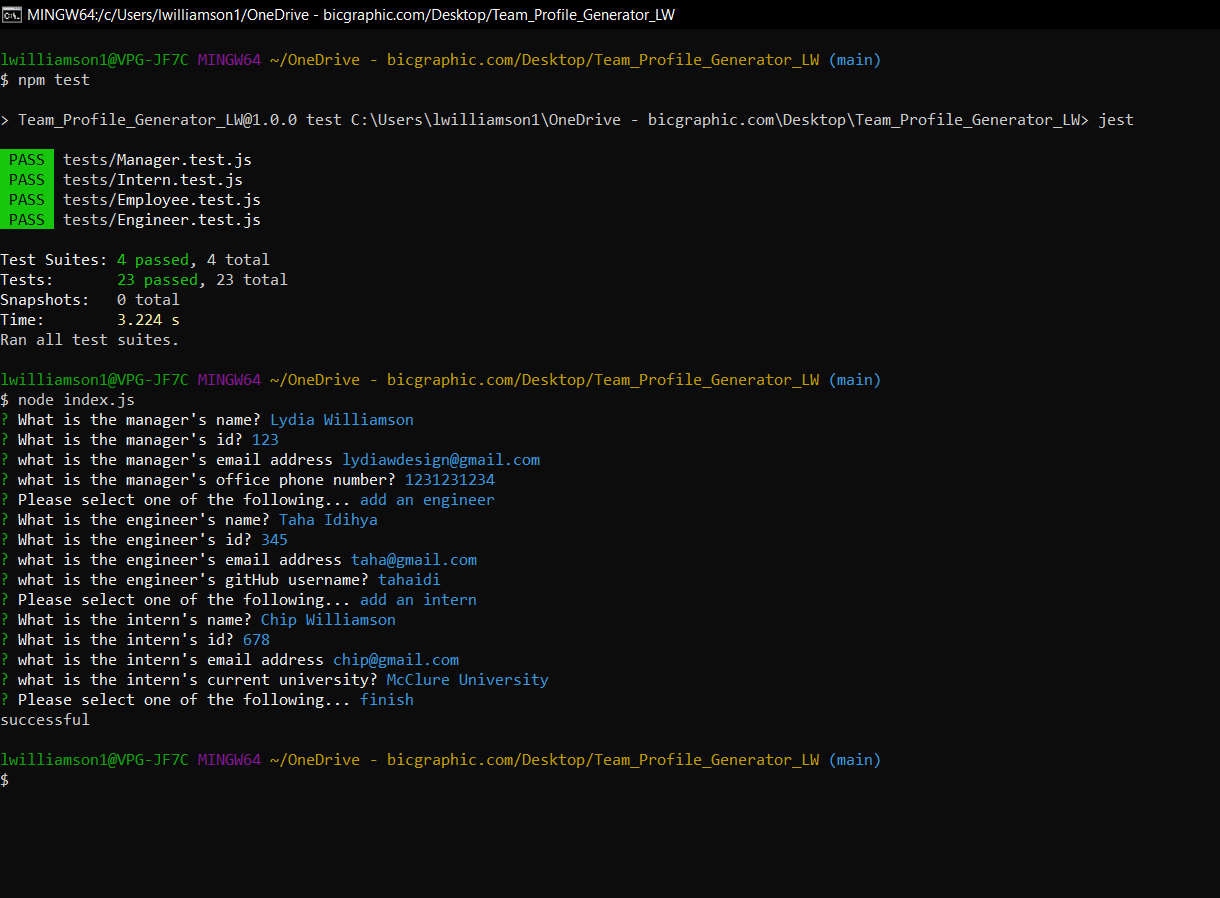 MINGW64:/c/Users/lwilliamson1/OneDrive - bicgraphic.com/Desktop/Team_Profile_Generator_LW
lwilliamson1@VPG-JF7C MINGW64 ~/OneDrive - bicgraphic.com/Desktop/Team_Profile_Generator_LW (main)
$ npm test
> Team_Profile_Generator_LW@1.0.0 test C:\Users\lwilliamson1\OneDrive - bicgraphic.com\Desktop\Team_Profile_Generator_LW> jest
PASS tests/Manager.test.js
PASS tests/Intern.test.js
PASS tests/Employee.test.js
PASS tests/Engineer.test.js
Test Suites: 4 passed, 4 total
Tests: 23 passed, 23 total
Snapshots: 0 total
Time: 3.224 s
Ran all test suites.
lwilliamson1@VPG-JF7C MINGW64 ~/OneDrive - bicgraphic.com/Desktop/Team_Profile_Generator_LW (main)
$ node index.js
? What is the manager's name? Lydia Williamson
? What is the manager's id? 123
? what is the manager's email address lydiawdesign@gmail.com
? what is the manager's office phone number? 1231231234
? Please select one of the following... add an engineer
? What is the engineer's name? Taha Idihya
? What is the engineer's id? 345
? what is the engineer's email address taha@gmail.com
? what is the engineer's gitHub username? tahaidi
? Please select one of the following... add an intern
? What is the intern's name? Chip Williamson
? What is the intern's id? 678
? what is the intern's email address chip@gmail.com
? what is the intern's current university? McClure University
? Please select one of the following... finish
successful
lwilliamson1@VPG-JF7C MINGW64 ~/OneDrive - bicgraphic.com/Desktop/Team_Profile_Generator_LW (main)
$